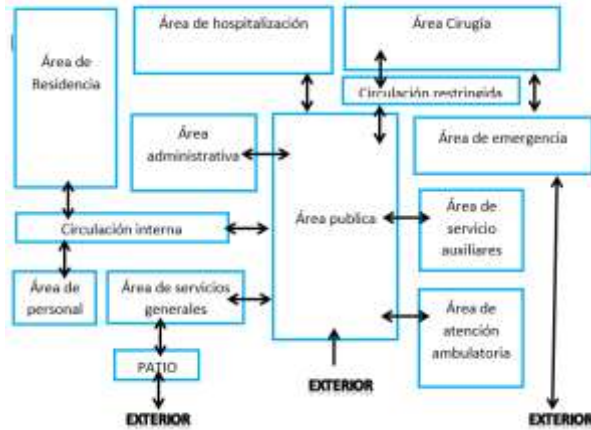 Área de hospitalización
Área Cirugía
Área de
Residencia
Circulación restringida
Área
administrativa
Área de emergencia
Área publica
Área de
servicio
auxiliares
Circulación interna
Área de
personal
Área de servicios
generales
Área de
atención
ambulatoria
PATIO
EXTERIOR
EXTERIOR
EXTERIOR